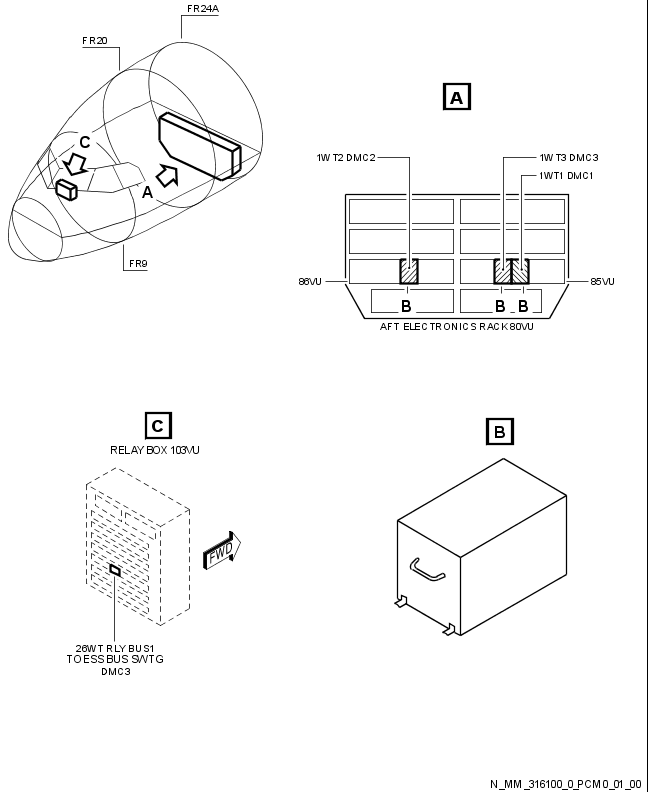 FR24A
FR20
C
A
FR9
A
1WT2 DMC2
1WT3 DMC3
1WT1 DMC1
86VU
85VU
B B B
AFT ELECTRONICS RACK 80VU
C
RELAY BOX 103VU
FWD
26WT RLY BUS1
TO ESS BUS SWTG
DMC3
B
N_MM_316100_0_PCM0_01_00